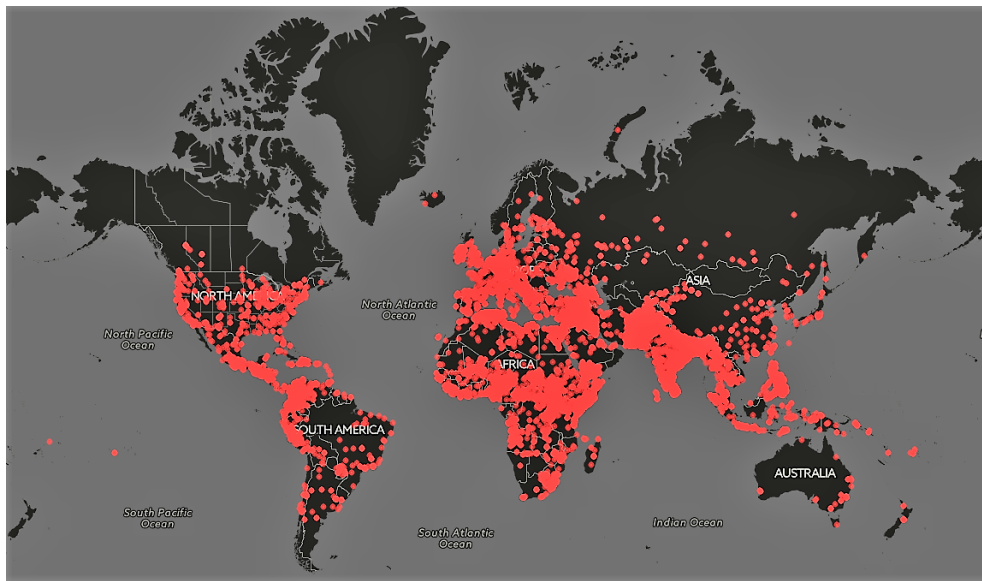 ASIA
NORTH AMERICA
North Atlantic
Ocean
North Pacific
Ocean
AFRICA
SOUTH AMERICA
AUSTRALIA
South Pacific
Ocean
Indian Ocean
South Atlantic
Ocean